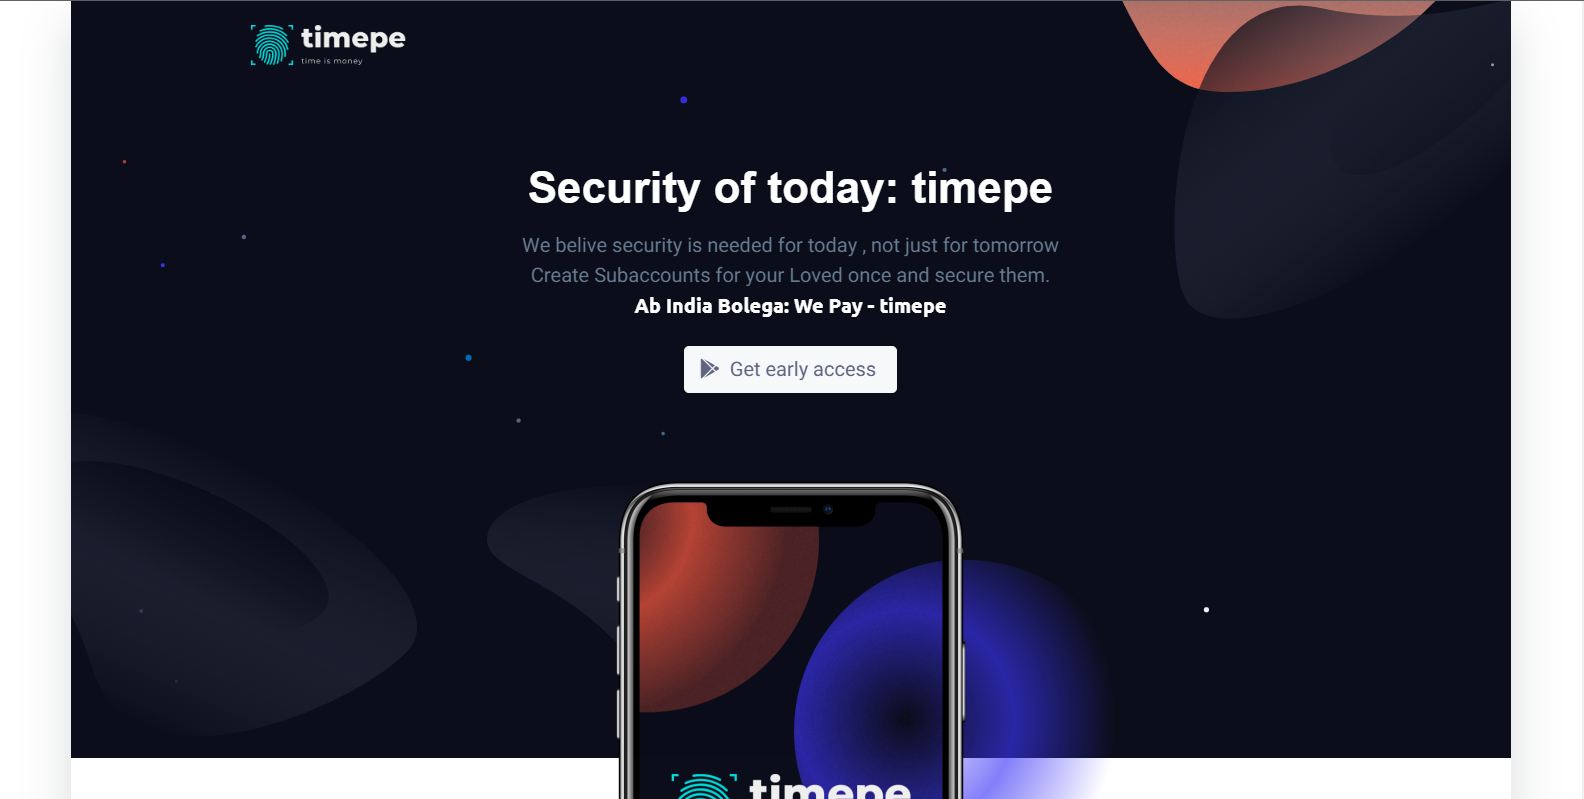 timepe
time is money
Security of today: timepe
We belive security is needed for today , not just for tomorrow
Create Subaccounts for your Loved once and secure them.
Ab India Bolega: We Pay - timepe
Get early access
timepe